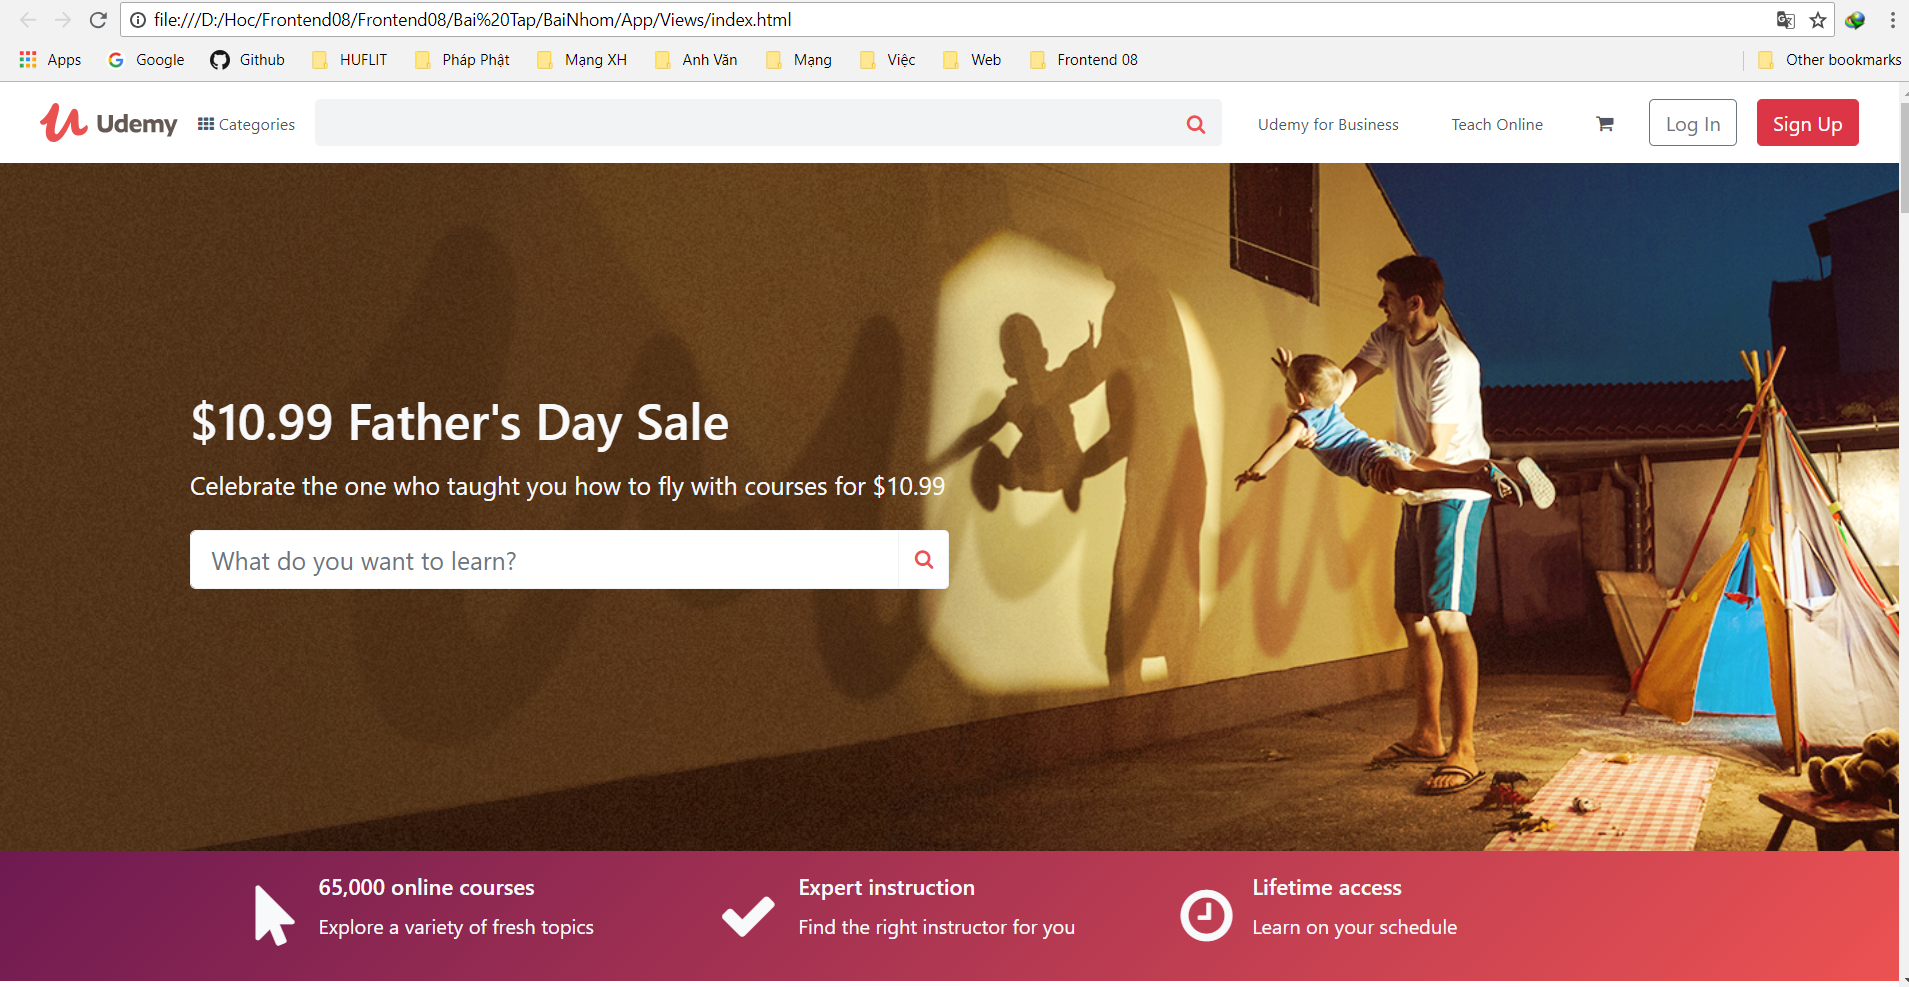 file:///D:/Hoc/Frontend08/Frontend08/Bai%20Tap/BaiNhom/App/Views/index.html
Apps Google Github HUFLIT Pháp Phật Mạng XH Anh Văn Mạng Việc Web Frontend 08 Other bookmarks
Udemy Categories Udemy for Business Teach Online Log In Sign Up
$10.99 Father's Day Sale
Celebrate the one who taught you how to fly with courses for $10.99
What do you want to learn?
65,000 online courses Expert instruction Lifetime access
Explore a variety of fresh topics Find the right instructor for you Learn on your schedule